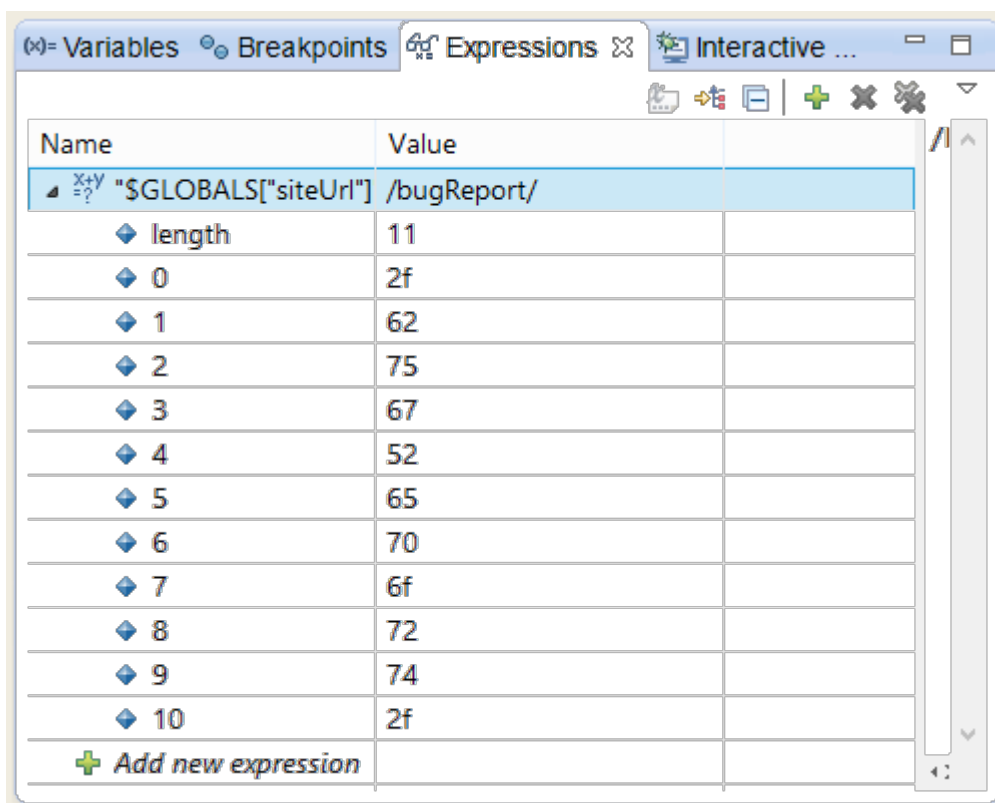 (x)= Variables Breakpoints Expressions Interactive ...
Name Value
"$GLOBALS["siteUrl"] /bugReport/
length 11
0 2f
1 62
2 75
3 67
4 52
5 65
6 70
7 6f
8 72
9 74
10 2f
Add new expression